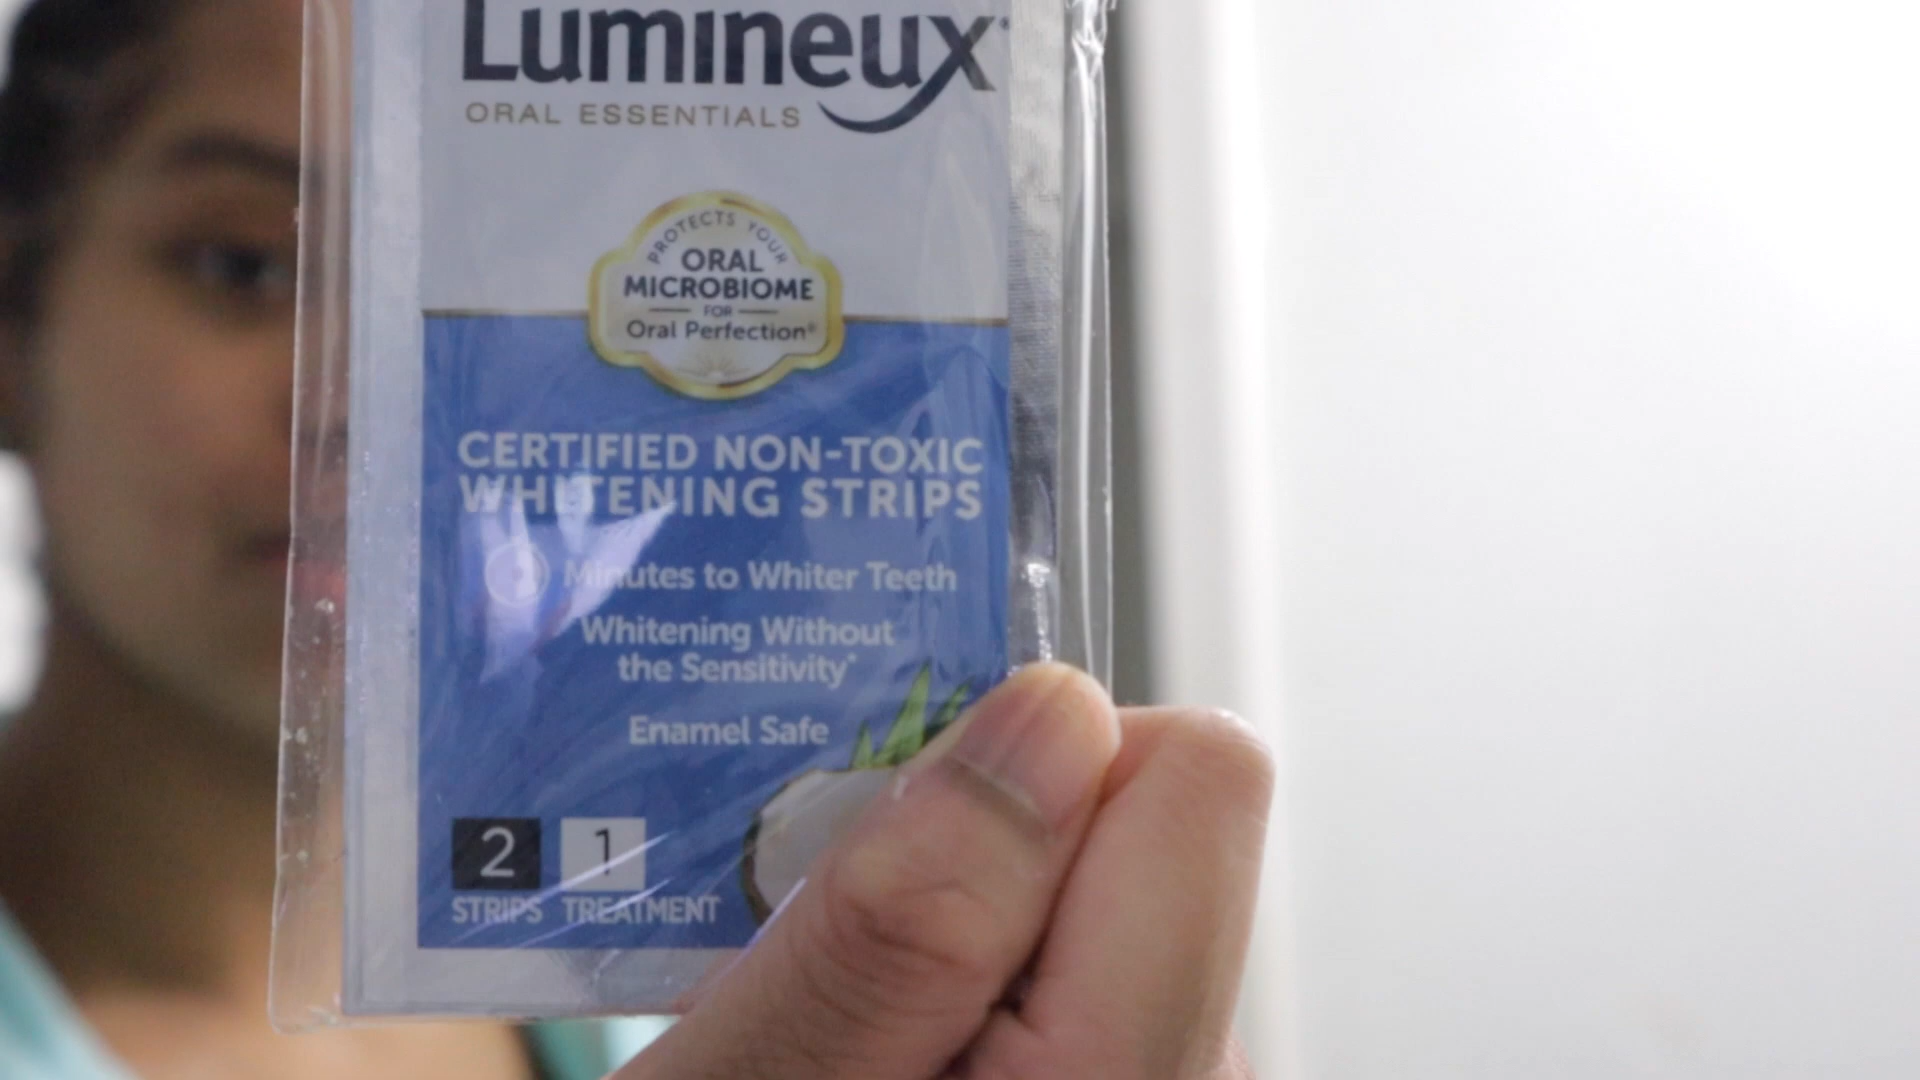 Lumineux®
ORAL ESSENTIALS
PROTECTS YOUR
ORAL
MICROBIOME
FOR
Oral Perfection®
CERTIFIED NON-TOXIC
WHITENING STRIPS
Minutes to Whiter Teeth
Whitening Without
the Sensitivity*
Enamel Safe
2 1
STRIPS TREATMENT